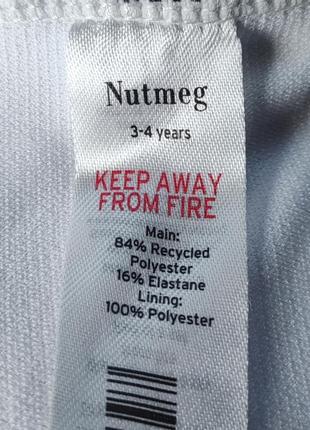 Nutmeg
3-4 years
KEEP AWAY
FROM FIRE
Main:
84% Recycled
Polyester
16% Elastane
Lining:
100% Polyester